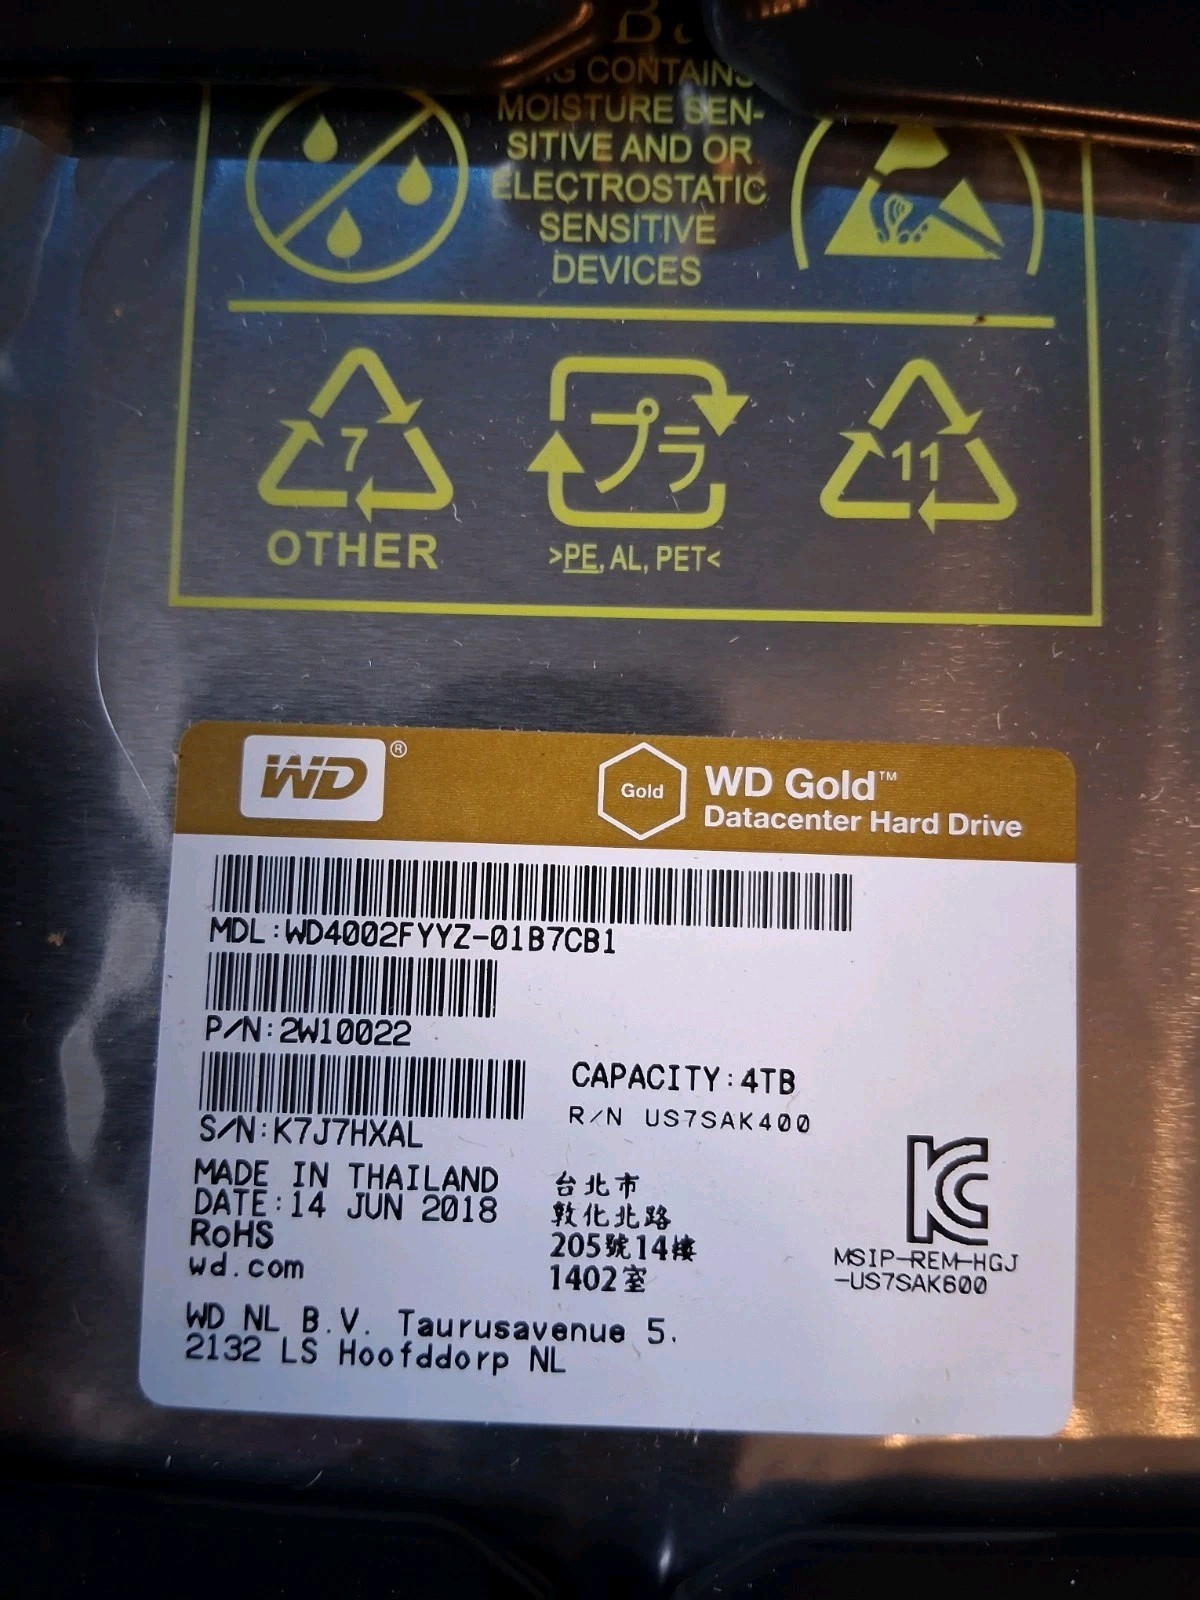 CONTAINS
MOISTURE SEN-
SITIVE AND OR
ELECTROSTATIC
SENSITIVE
DEVICES
7
プラ
11
OTHER
>PE, AL, PET<
WD®
Gold
WD Gold™
Datacenter Hard Drive
MDL:WD4002FYYZ-01B7CB1
P/N:2W10022
CAPACITY:4TB
R/N US7SAK400
S/N:K7J7HXAL
MADE IN THAILAND
DATE:14 JUN 2018
RoHS
wd.com
台北市
敦化北路
205號14樓
1402室
MSIP-REM-HGJ
-US7SAK600
WD NL B.V. Taurusavenue 5.
2132 LS Hoofddorp NL